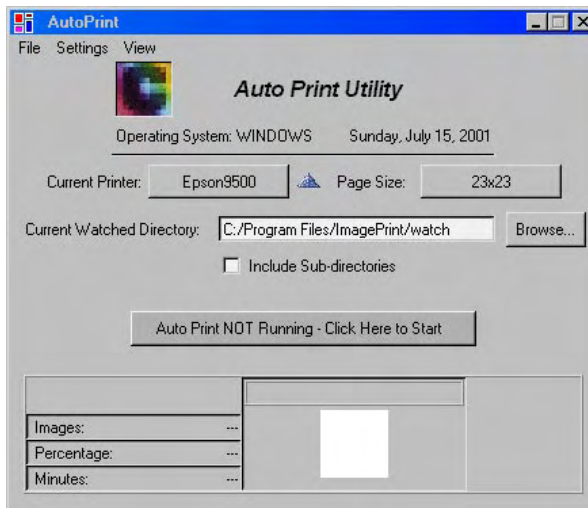 AutoPrint
File Settings View
Auto Print Utility
Operating System: WINDOWS Sunday, July 15, 2001
Current Printer: Epson9500 Page Size: 23x23
Current Watched Directory: C:/Program Files/ImagePrint/watch Browse...
Include Sub-directories
Auto Print NOT Running - Click Here to Start
Images: ---
Percentage: ---
Minutes: ---